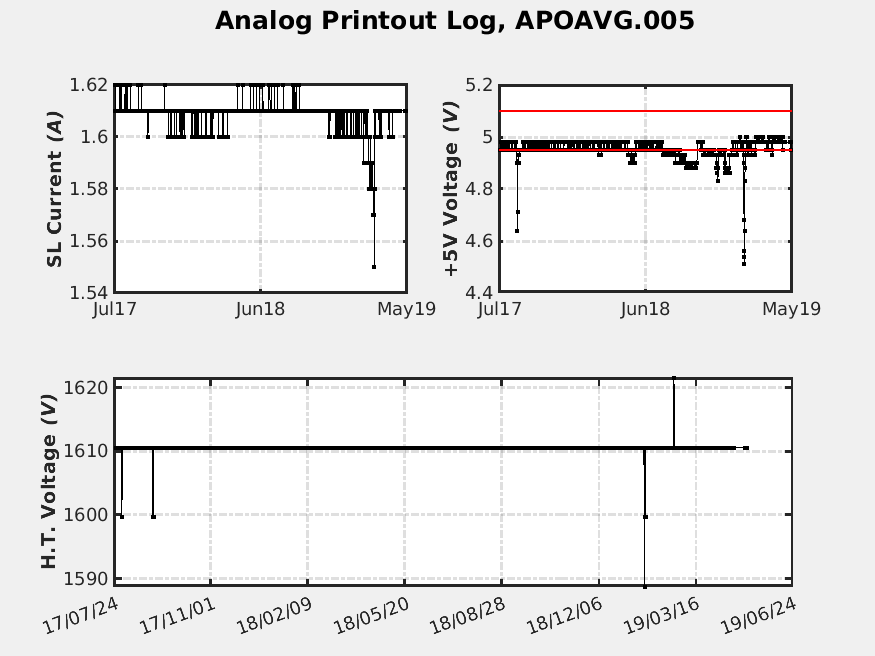 Analog Printout Log, APOAVG.005
SL Current (A)
1.62
1.6
1.58
1.56
1.54
Jul17 Jun18 May19
+5V Voltage (V)
5.2
5
4.8
4.6
4.4
Jul17 Jun18 May19
H.T. Voltage (V)
1620
1610
1600
1590
17/07/24 17/11/01 18/02/09 18/05/20 18/08/28 18/12/06 19/03/16 19/06/24